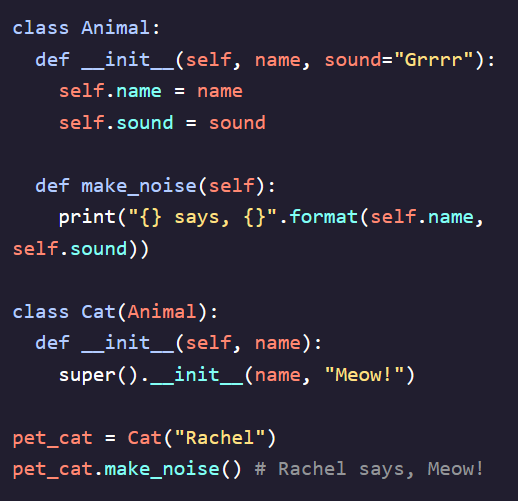 class Animal:
  def __init__(self, name, sound="Grrrr"):
    self.name = name
    self.sound = sound

  def make_noise(self):
    print("{} says, {}".format(self.name,
self.sound))

class Cat(Animal):
  def __init__(self, name):
    super().__init__(name, "Meow!")

pet_cat = Cat("Rachel")
pet_cat.make_noise() # Rachel says, Meow!